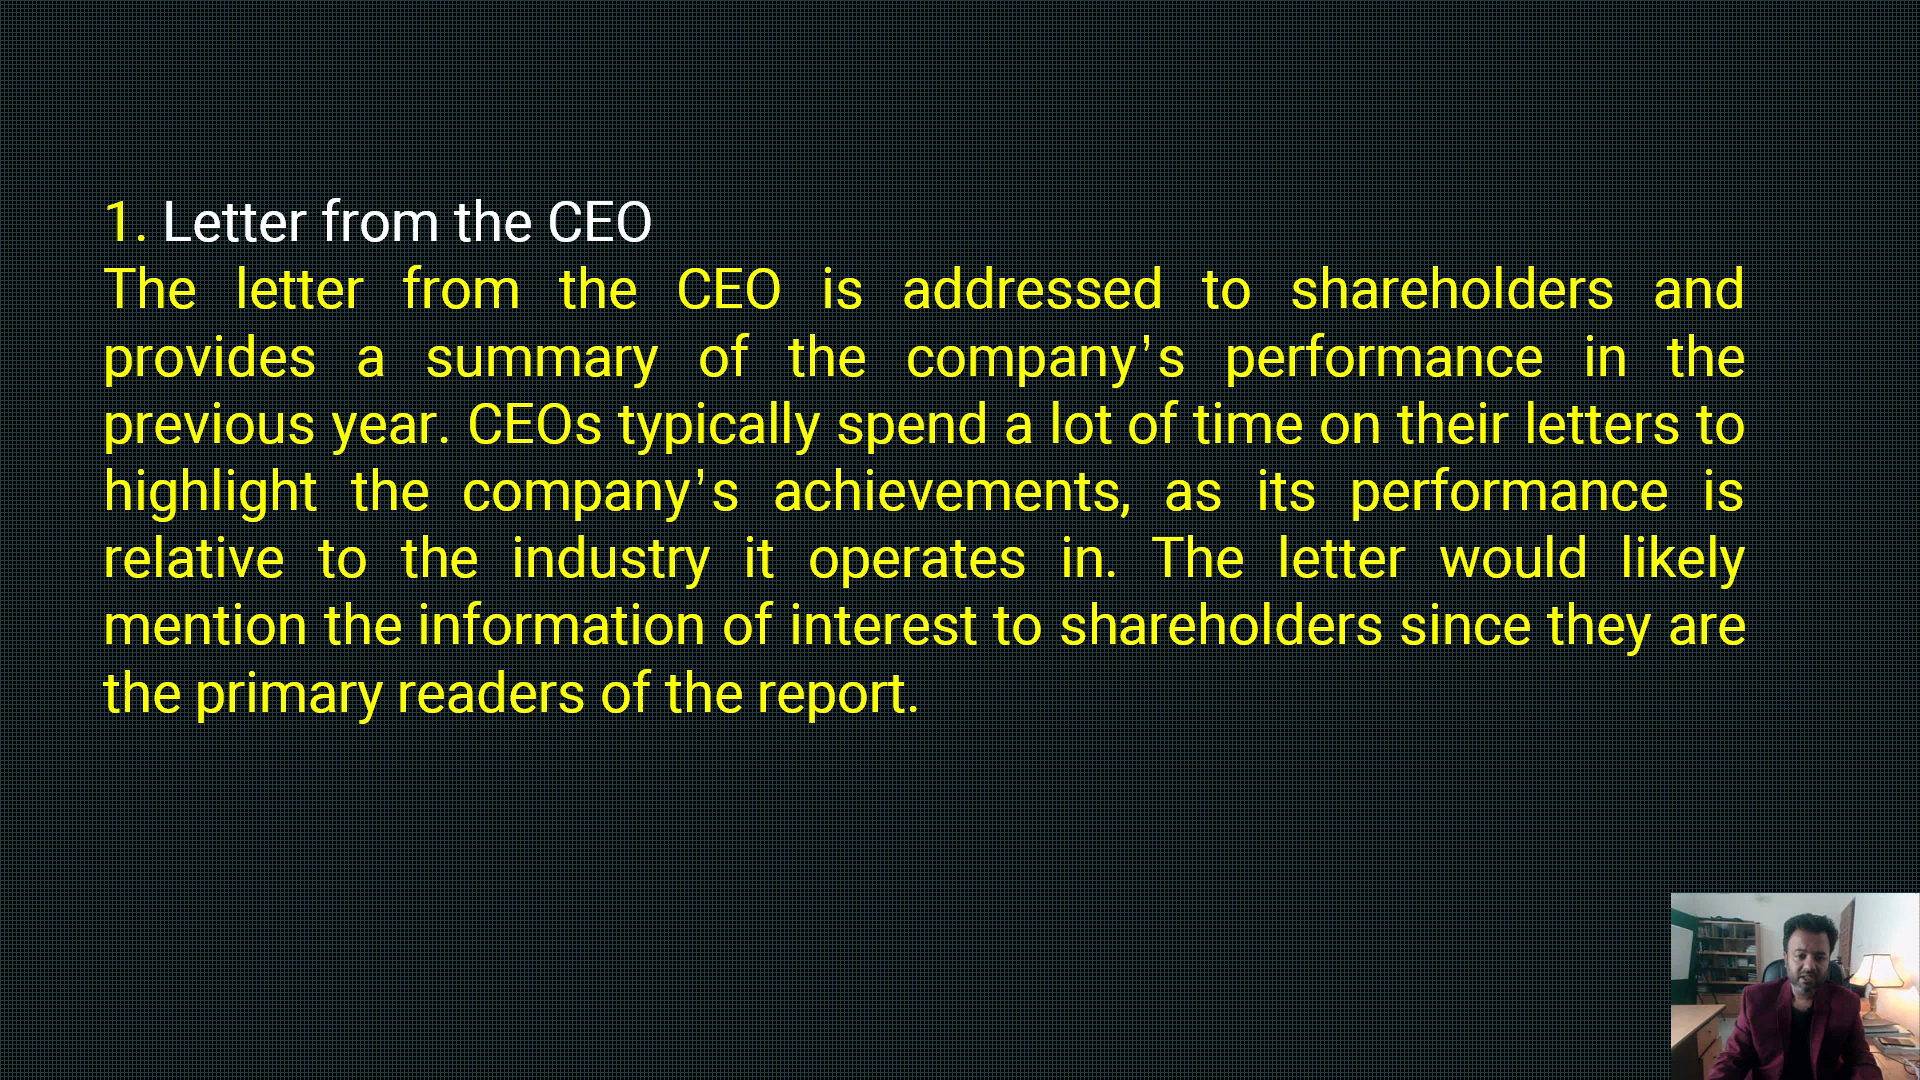 1. Letter from the CEO
The letter from the CEO is addressed to shareholders and
provides a summary of the company’s performance in the
previous year. CEOs typically spend a lot of time on their letters to
highlight the company’s achievements, as its performance is
relative to the industry it operates in. The letter would likely
mention the information of interest to shareholders since they are
the primary readers of the report.